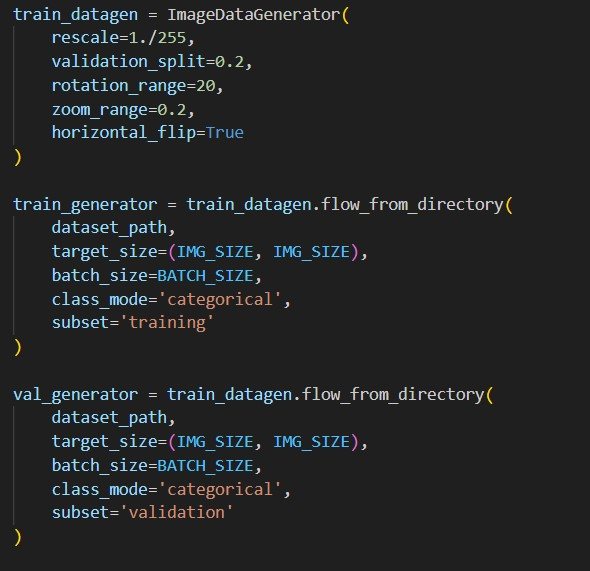 train_datagen = ImageDataGenerator(
    rescale=1./255,
    validation_split=0.2,
    rotation_range=20,
    zoom_range=0.2,
    horizontal_flip=True
)

train_generator = train_datagen.flow_from_directory(
    dataset_path,
    target_size=(IMG_SIZE, IMG_SIZE),
    batch_size=BATCH_SIZE,
    class_mode='categorical',
    subset='training'
)

val_generator = train_datagen.flow_from_directory(
    dataset_path,
    target_size=(IMG_SIZE, IMG_SIZE),
    batch_size=BATCH_SIZE,
    class_mode='categorical',
    subset='validation'
)